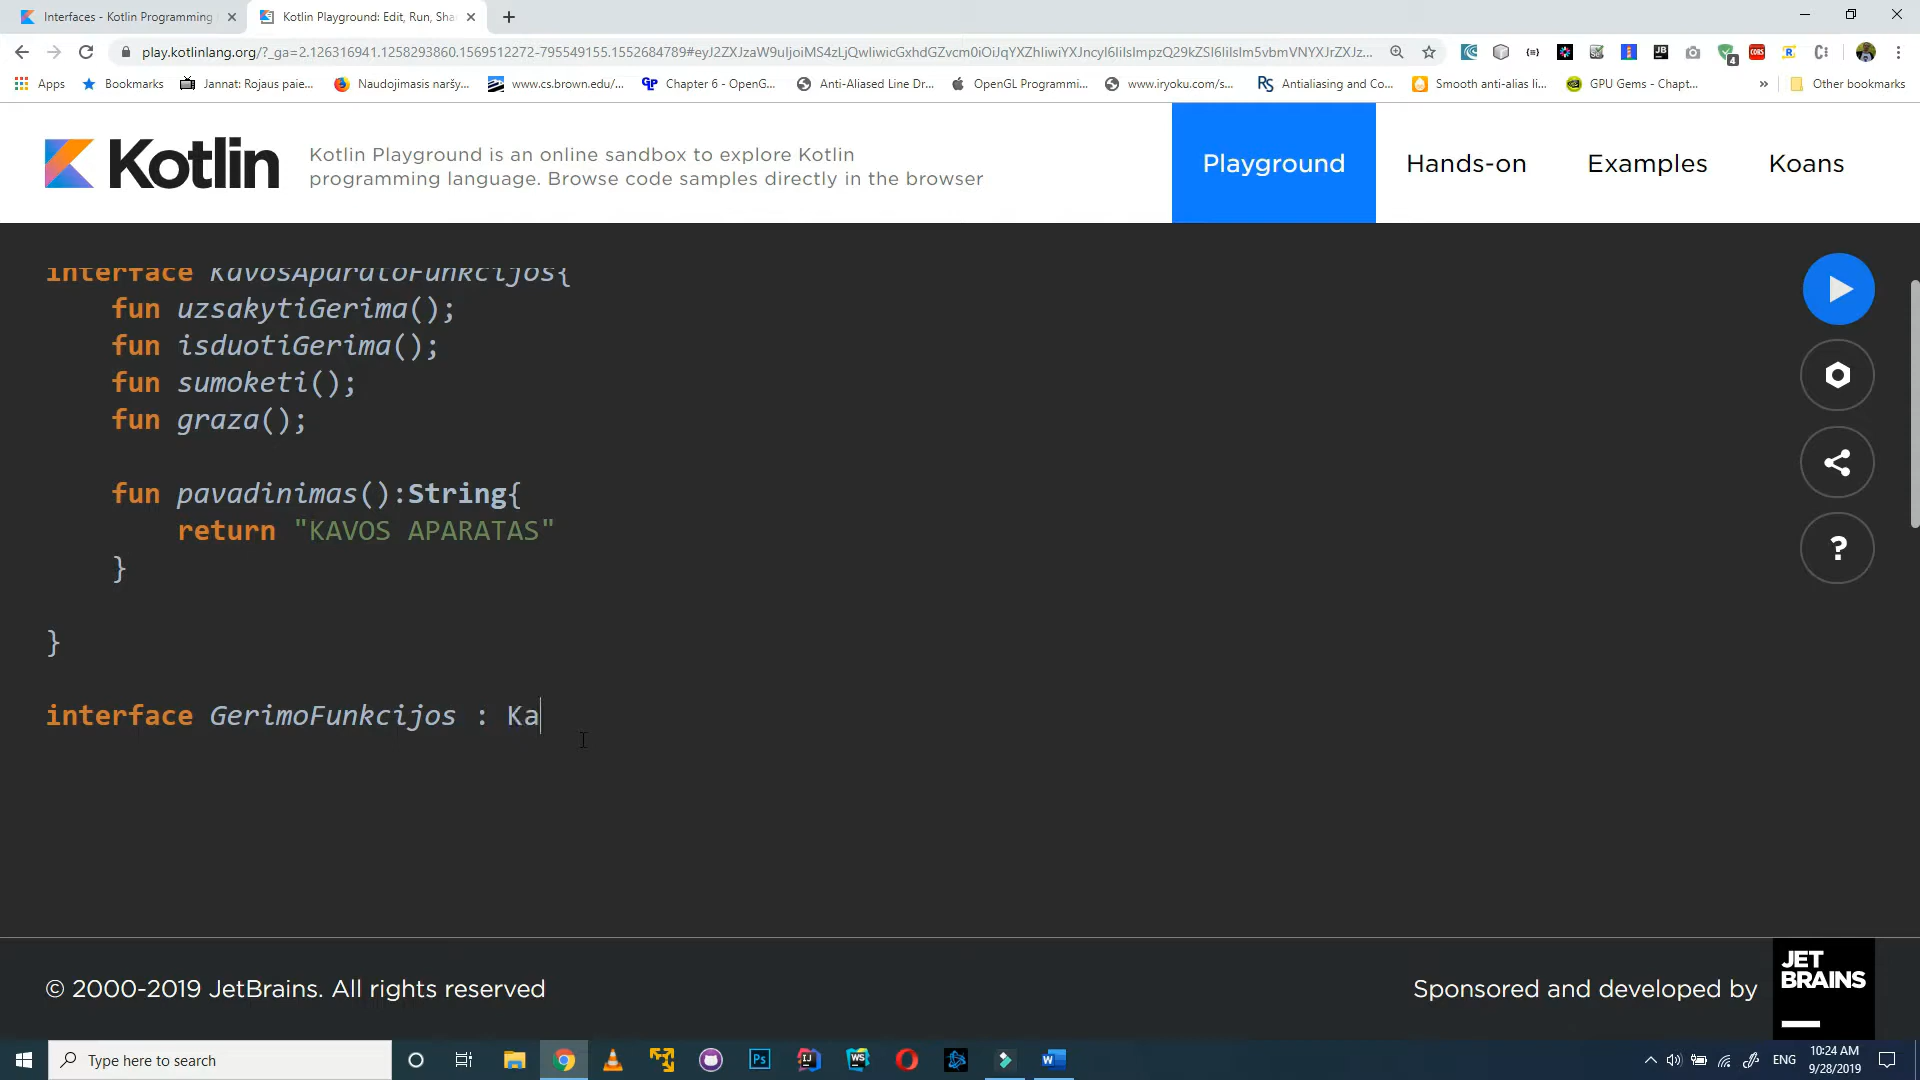 Interfaces - Kotlin Programming
Kotlin Playground: Edit, Run, Sha
play.kotlinlang.org/?_ga=2.126316941.1258293860.1569512272-795549155.1552684789#eyJ2ZXJzaW9uIjoiMS4zLjQwIiwicGxhdGZvcm0iOiJqYXZhIiwiYXJncyI6IiIsImpzQ29kZSI6IiIsIm5vbmVNYXJrZXJz...
4
Apps
Bookmarks
Jannat: Rojaus paie...
Naudojimasis naršy...
www.cs.brown.edu/...
Chapter 6 - OpenG...
Anti-Aliased Line Dr...
OpenGL Programmi...
www.iryoku.com/s...
Antialiasing and Co...
Smooth anti-alias li...
GPU Gems - Chapt...
»
Other bookmarks
Kotlin
Kotlin Playground is an online sandbox to explore Kotlin
programming language. Browse code samples directly in the browser
Playground
Hands-on
Examples
Koans
interface KavosAparatoFunkcijos{
fun uzsakytiGerima();
fun isduotiGerima();
fun sumoketi();
fun graza();
fun pavadinimas():String{
return "KAVOS APARATAS"
}
}
interface GerimoFunkcijos : Ka
?
© 2000-2019 JetBrains. All rights reserved
Sponsored and developed by
JET
BRAINS
Type here to search
ENG
10:24 AM
9/28/2019